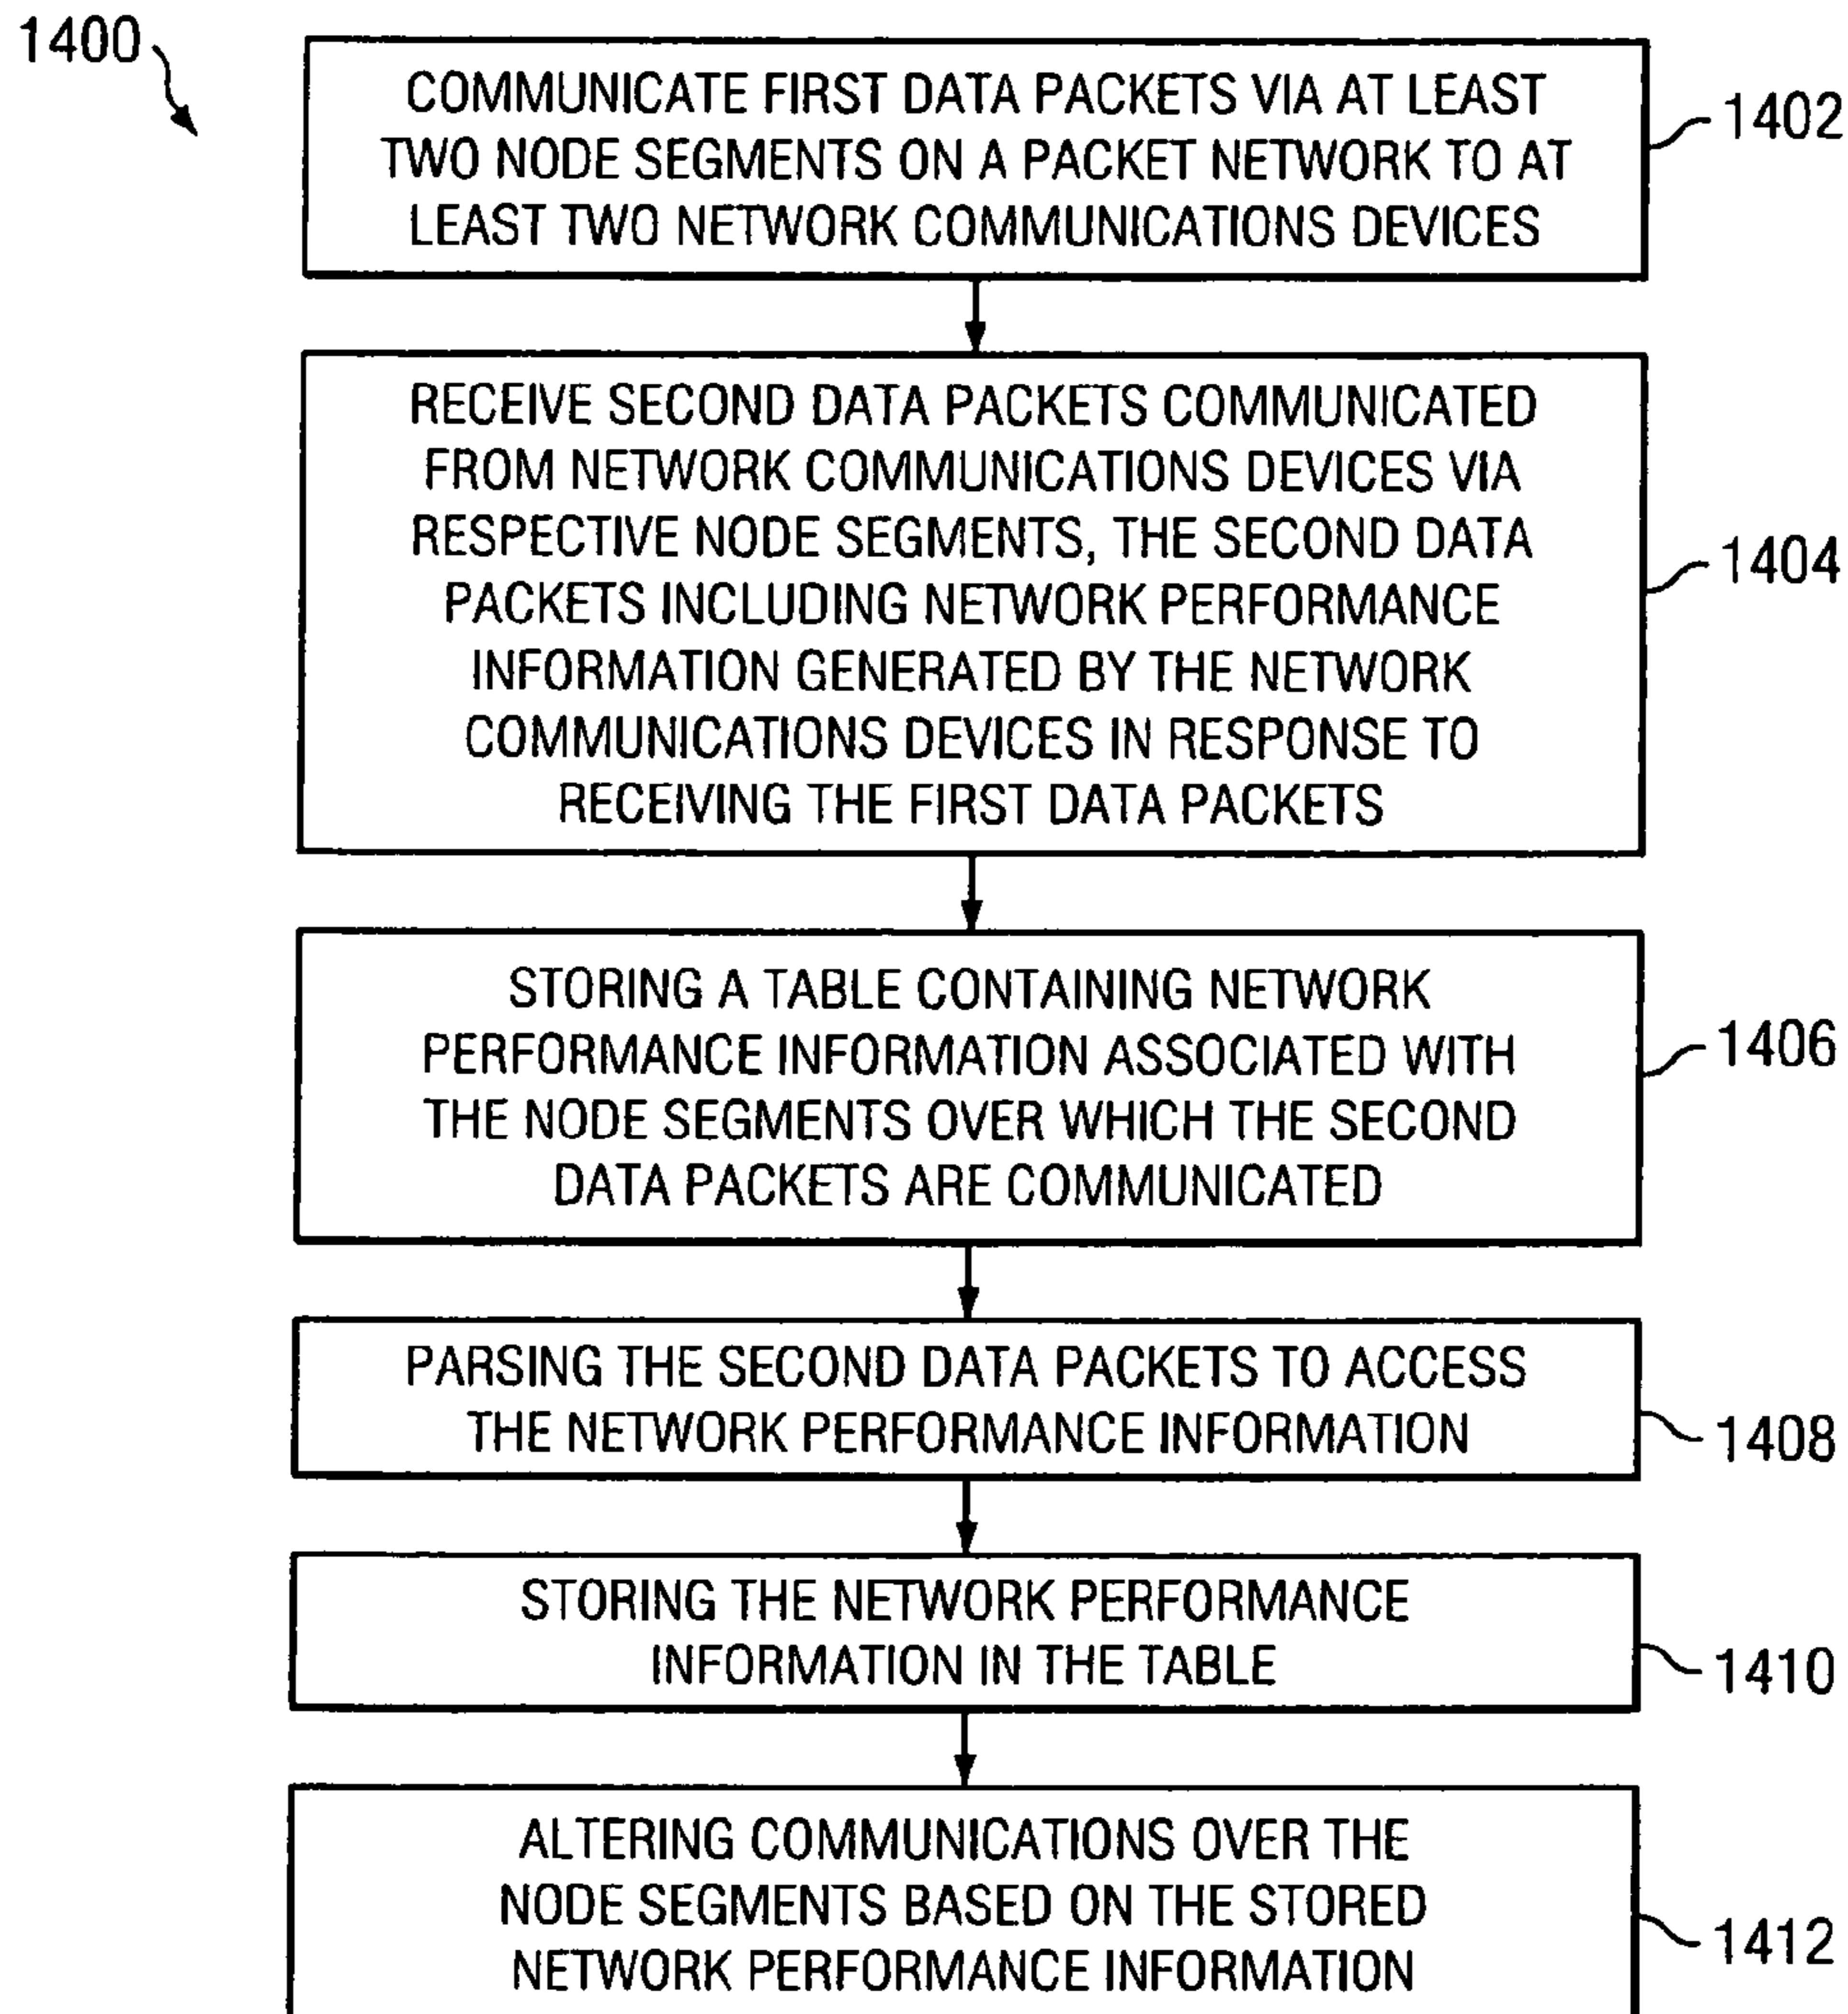 1400
COMMUNICATE FIRST DATA PACKETS VIA AT LEAST
TWO NODE SEGMENTS ON A PACKET NETWORK TO AT
LEAST TWO NETWORK COMMUNICATIONS DEVICES
1402
RECEIVE SECOND DATA PACKETS COMMUNICATED
FROM NETWORK COMMUNICATIONS DEVICES VIA
RESPECTIVE NODE SEGMENTS, THE SECOND DATA
PACKETS INCLUDING NETWORK PERFORMANCE
INFORMATION GENERATED BY THE NETWORK
COMMUNICATIONS DEVICES IN RESPONSE TO
RECEIVING THE FIRST DATA PACKETS
1404
STORING A TABLE CONTAINING NETWORK
PERFORMANCE INFORMATION ASSOCIATED WITH
THE NODE SEGMENTS OVER WHICH THE SECOND
DATA PACKETS ARE COMMUNICATED
1406
PARSING THE SECOND DATA PACKETS TO ACCESS
THE NETWORK PERFORMANCE INFORMATION
1408
STORING THE NETWORK PERFORMANCE
INFORMATION IN THE TABLE
1410
ALTERING COMMUNICATIONS OVER THE
NODE SEGMENTS BASED ON THE STORED
NETWORK PERFORMANCE INFORMATION
1412